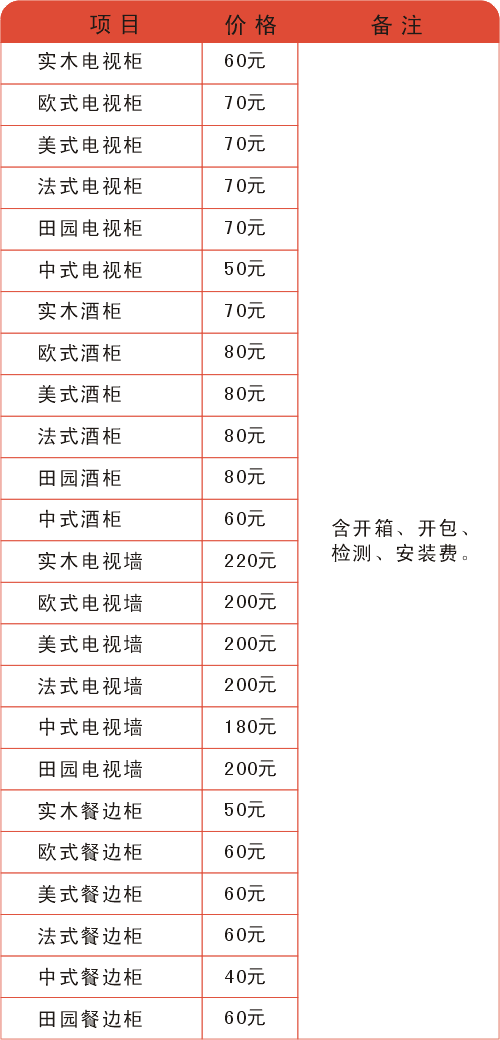 项目 价格 备注
实木电视柜 60元
欧式电视柜 70元
美式电视柜 70元
法式电视柜 70元
田园电视柜 70元
中式电视柜 50元
实木酒柜 70元
欧式酒柜 80元
美式酒柜 80元
法式酒柜 80元
田园酒柜 80元
中式酒柜 60元
实木电视墙 220元
欧式电视墙 200元
美式电视墙 200元
法式电视墙 200元
中式电视墙 180元
田园电视墙 200元
实木餐边柜 50元
欧式餐边柜 60元
美式餐边柜 60元
法式餐边柜 60元
中式餐边柜 40元
田园餐边柜 60元
含开箱、开包、
检测、安装费。